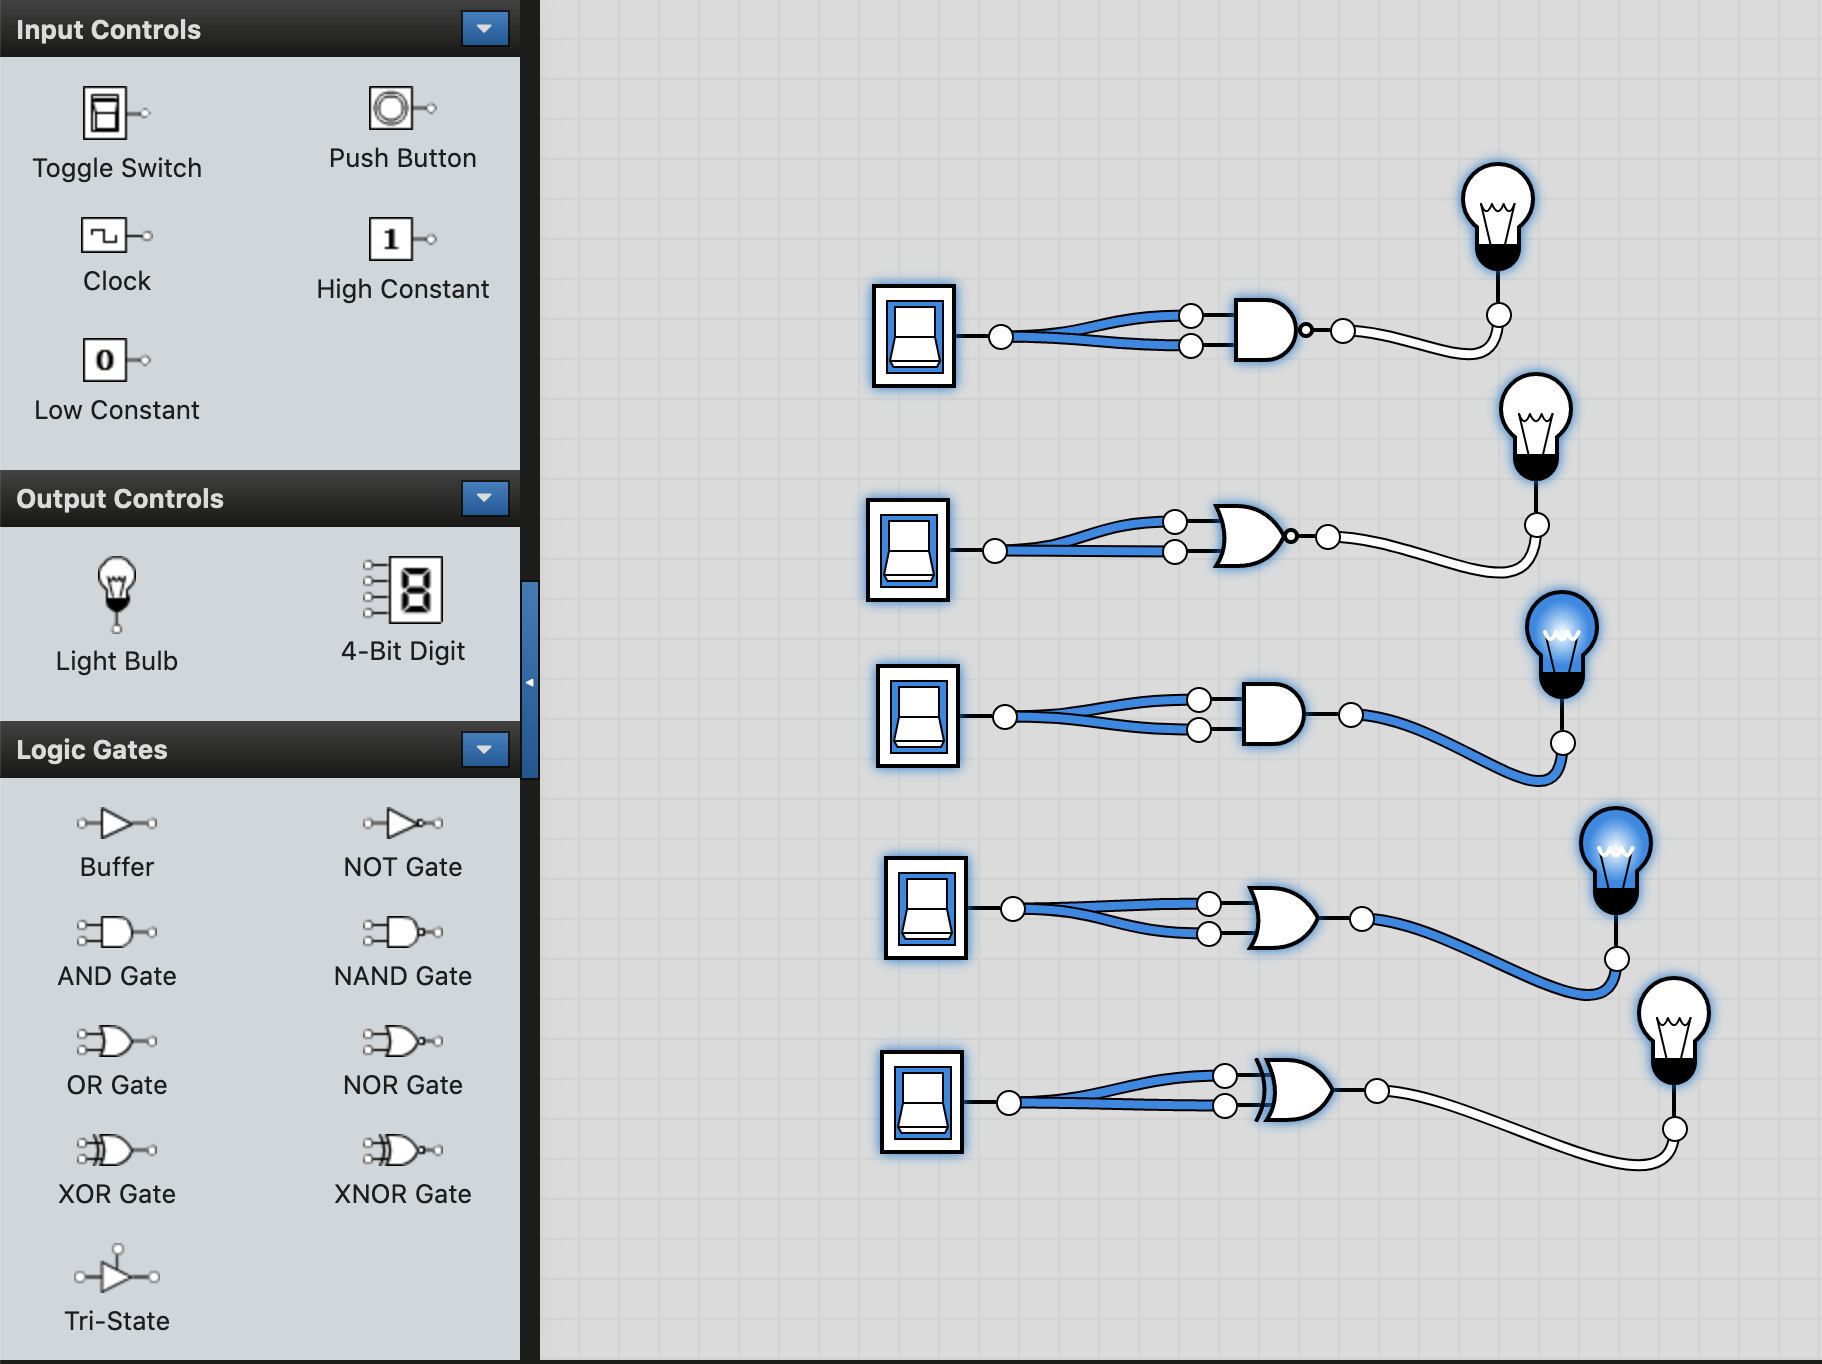 Input Controls
Toggle Switch
Push Button
Clock
1
High Constant
0
Low Constant
Output Controls
Light Bulb
8
4-Bit Digit
Logic Gates
Buffer
NOT Gate
AND Gate
NAND Gate
OR Gate
NOR Gate
XOR Gate
XNOR Gate
Tri-State